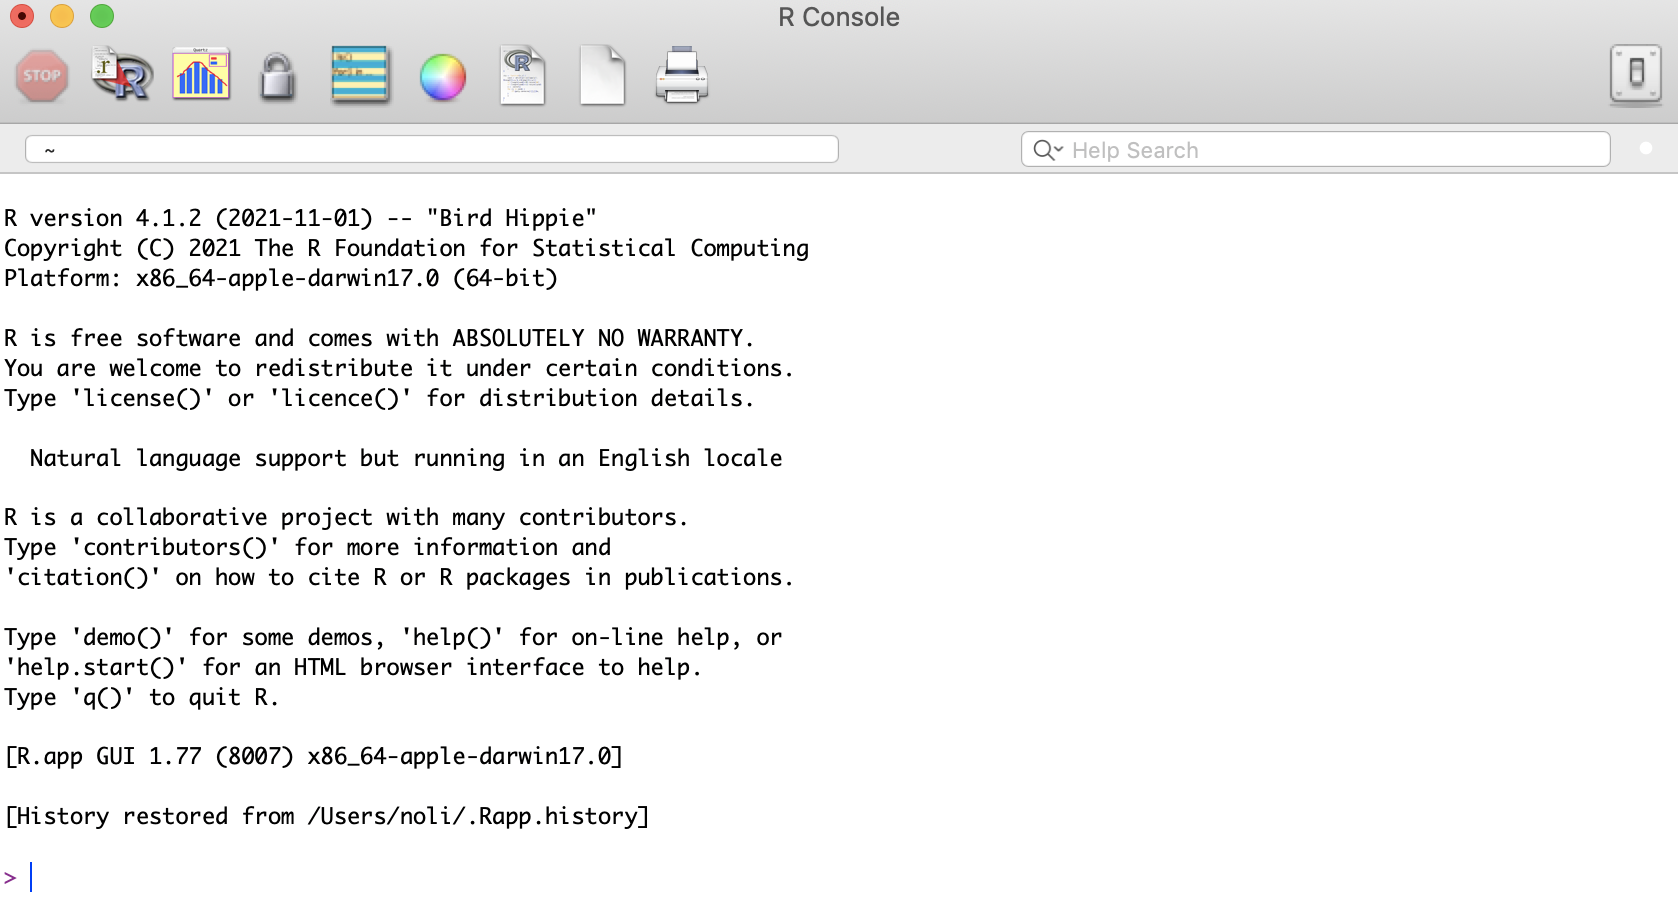 R Console
STOP
~
Help Search
R version 4.1.2 (2021-11-01) -- "Bird Hippie"
Copyright (C) 2021 The R Foundation for Statistical Computing
Platform: x86_64-apple-darwin17.0 (64-bit)
R is free software and comes with ABSOLUTELY NO WARRANTY.
You are welcome to redistribute it under certain conditions.
Type 'license()' or 'licence()' for distribution details.
Natural language support but running in an English locale
R is a collaborative project with many contributors.
Type 'contributors()' for more information and
'citation()' on how to cite R or R packages in publications.
Type 'demo()' for some demos, 'help()' for on-line help, or
'help.start()' for an HTML browser interface to help.
Type 'q()' to quit R.
[R.app GUI 1.77 (8007) x86_64-apple-darwin17.0]
[History restored from /Users/noli/.Rapp.history]
>